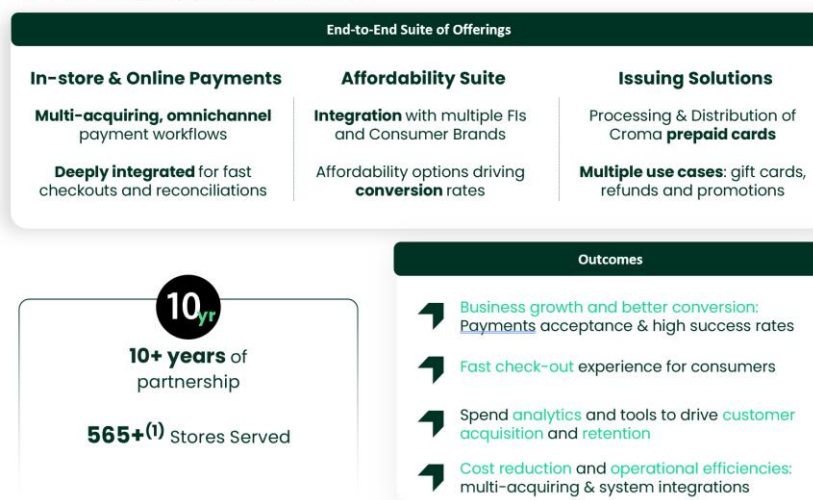 End-to-End Suite of Offerings
In-store & Online Payments
Multi-acquiring, omnichannel
payment workflows
Deeply integrated for fast
checkouts and reconciliations
Affordability Suite
Integration with multiple FIs
and Consumer Brands
Affordability options driving
conversion rates
Issuing Solutions
Processing & Distribution of
Croma prepaid cards
Multiple use cases: gift cards,
refunds and promotions
10yr
10+ years of
partnership
565+(1) Stores Served
Outcomes
Business growth and better conversion:
Payments acceptance & high success rates
Fast check-out experience for consumers
Spend analytics and tools to drive customer
acquisition and retention
Cost reduction and operational efficiencies:
multi-acquiring & system integrations